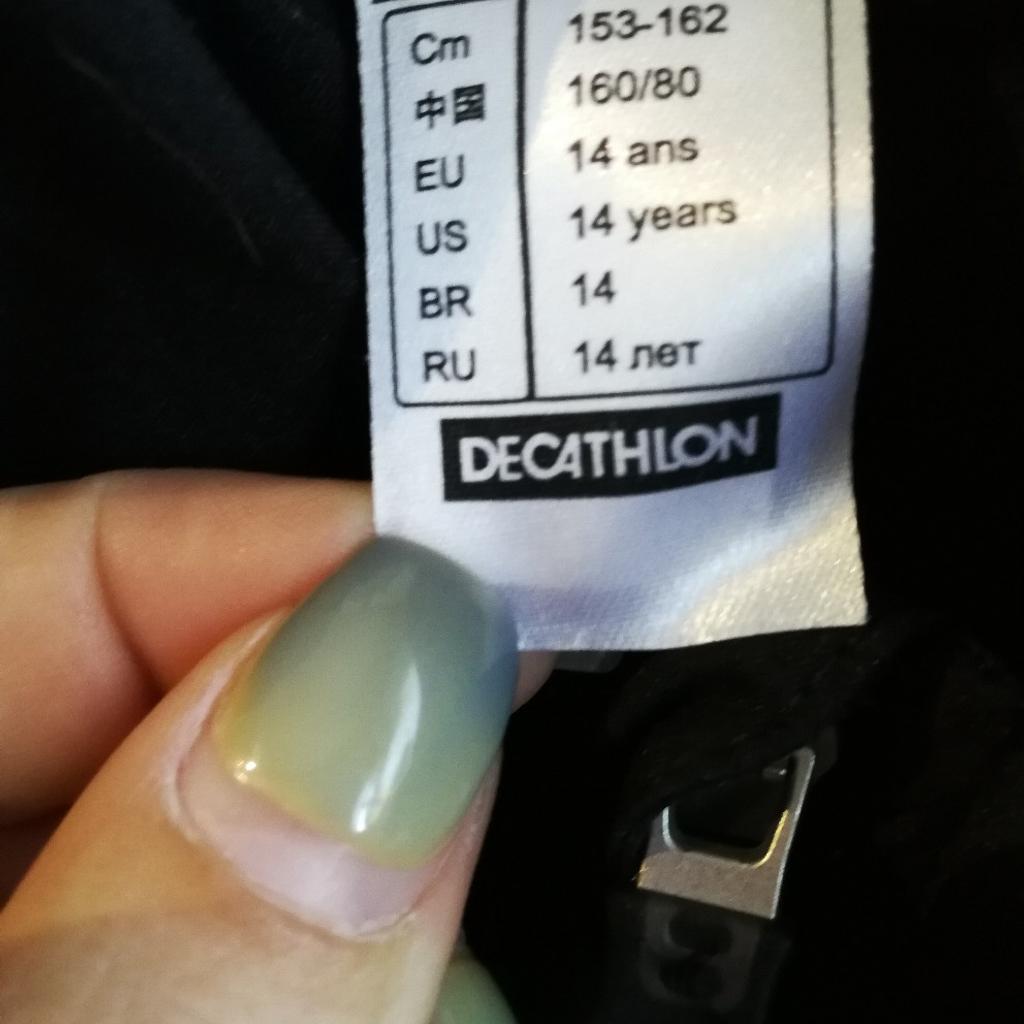 Cm 153-162
中国 160/80
EU 14 ans
US 14 years
BR 14
RU 14 лет
DECATHLON